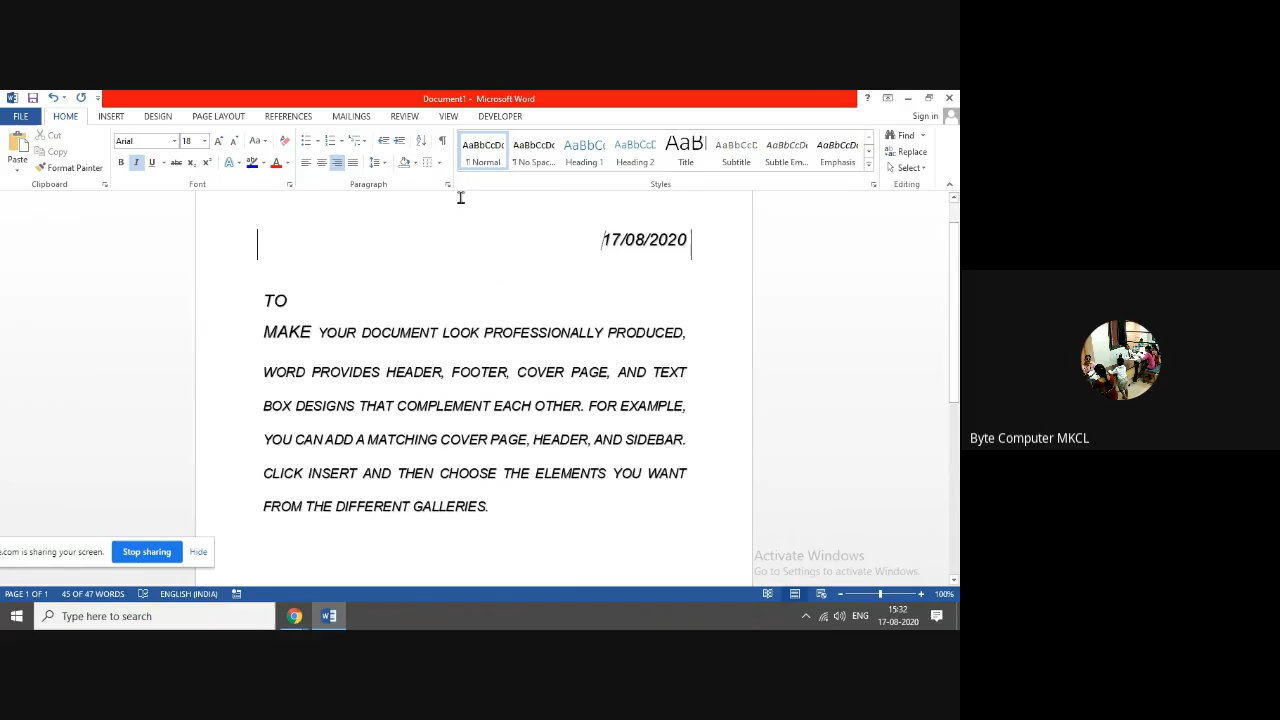 Document1 - Microsoft Word
Sign in
FILE HOME INSERT DESIGN PAGE LAYOUT REFERENCES MAILINGS REVIEW VIEW DEVELOPER
Cut
Copy
Format Painter
Paste
Clipboard
Arial 18
Font
Paragraph
AaBbCcDc AaBbCcDc AaBbCc AaBbCc AaB AaBbCcD AaBbCcDc AaBbCcDc
¶ Normal ¶ No Spac... Heading 1 Heading 2 Title Subtitle Subtle Em... Emphasis
Styles
Find
Replace
Select
Editing
17/08/2020
TO
MAKE YOUR DOCUMENT LOOK PROFESSIONALLY PRODUCED,
WORD PROVIDES HEADER, FOOTER, COVER PAGE, AND TEXT
BOX DESIGNS THAT COMPLEMENT EACH OTHER. FOR EXAMPLE,
YOU CAN ADD A MATCHING COVER PAGE, HEADER, AND SIDEBAR.
CLICK INSERT AND THEN CHOOSE THE ELEMENTS YOU WANT
FROM THE DIFFERENT GALLERIES.
e.com is sharing your screen. Stop sharing Hide
Activate Windows
Go to Settings to activate Windows.
PAGE 1 OF 1 45 OF 47 WORDS ENGLISH (INDIA) 100%
Type here to search
ENG
15:32
17-08-2020
Byte Computer MKCL